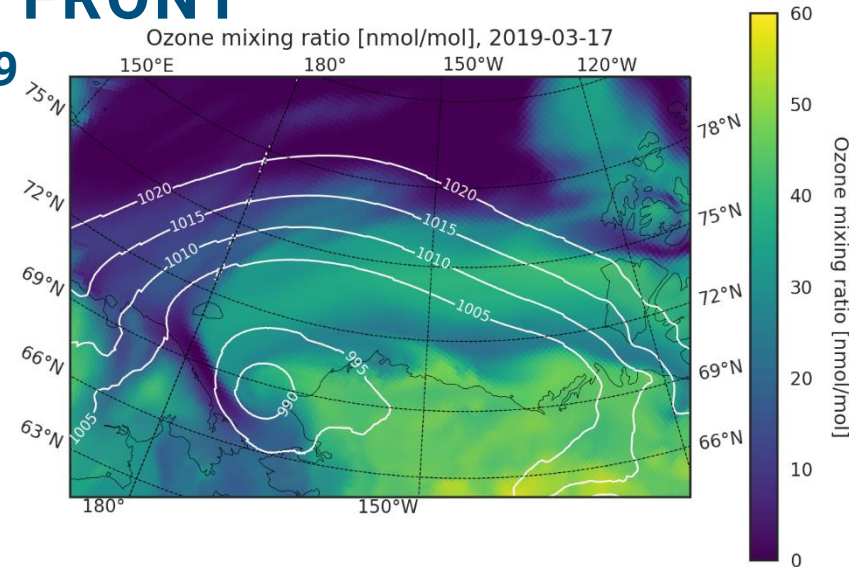 FRONT
9
Ozone mixing ratio [nmol/mol], 2019-03-17
150°E 180° 150°W 120°W
75°N
72°N
69°N
66°N
63°N
78°N
75°N
72°N
69°N
66°N
1020
1015
1010
1020
1015
1010
1005
995
990
1005
180° 150°W
60
50
40
30
20
10
0
Ozone mixing ratio [nmol/mol]